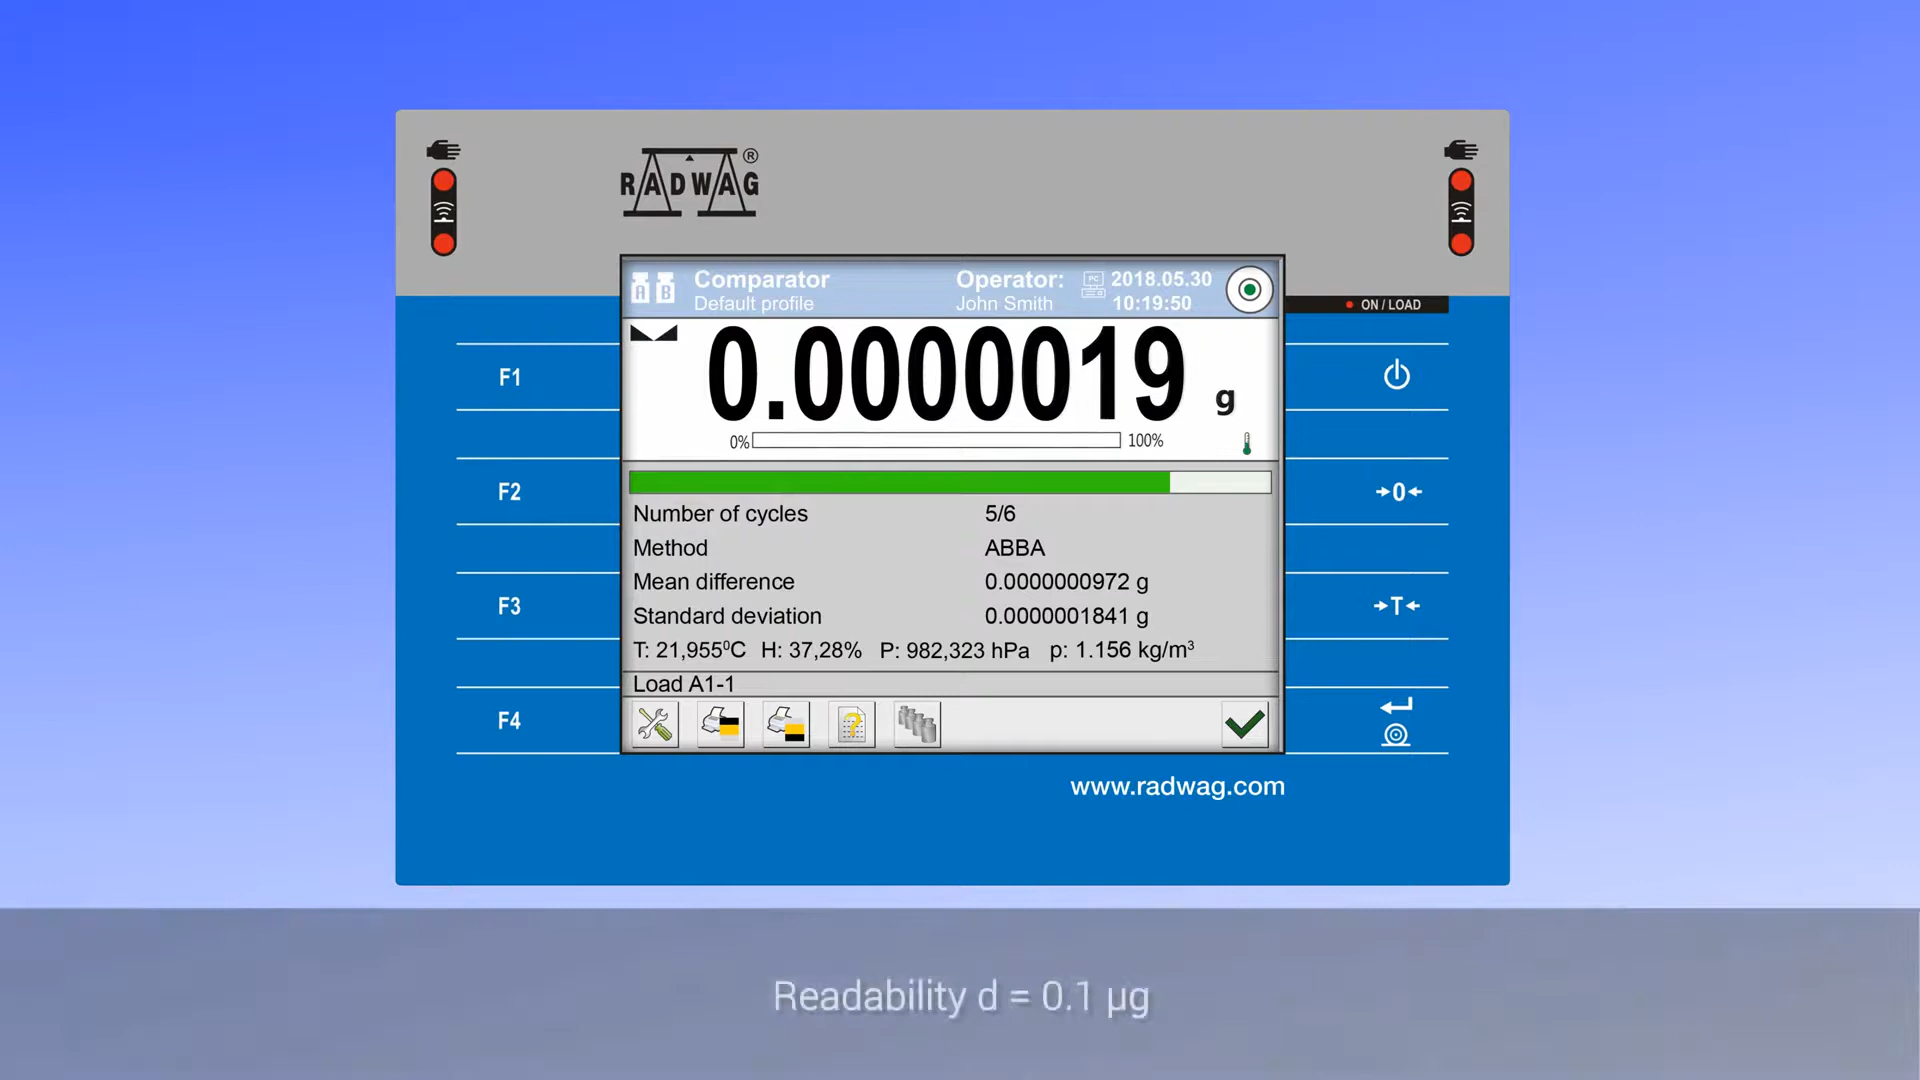 RADWAG®
A B
Comparator
Default profile
Operator:
John Smith
PC
2018.05.30
10:19:50
ON / LOAD
0.0000019 g
0% 100%
F1
F2
F3
F4
→0←
→T←
Number of cycles 5/6
Method ABBA
Mean difference 0.0000000972 g
Standard deviation 0.0000001841 g
T: 21,955⁰C H: 37,28% P: 982,323 hPa p: 1.156 kg/m³
Load A1-1
?
www.radwag.com
Readability d = 0.1 µg